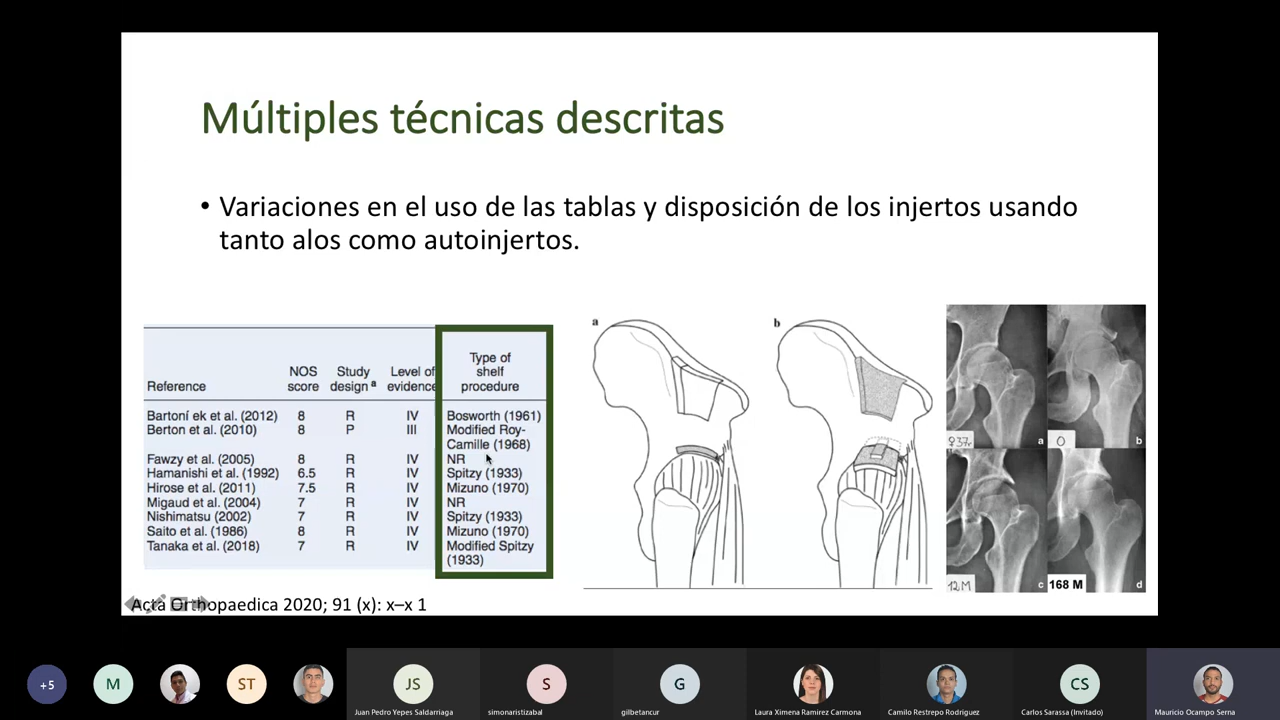 Múltiples técnicas descritas
• Variaciones en el uso de las tablas y disposición de los injertos usando
tanto alos como autoinjertos.
Reference NOS score Study design a Level of evidence Type of shelf procedure
Bartoní ek et al. (2012) 8 R IV Bosworth (1961)
Berton et al. (2010) 8 P III Modified Roy-
Camille (1968)
Fawzy et al. (2005) 8 R IV NR
Hamanishi et al. (1992) 6.5 R IV Spitzy (1933)
Hirose et al. (2011) 7.5 R IV Mizuno (1970)
Migaud et al. (2004) 7 R IV NR
Nishimatsu (2002) 7 R IV Spitzy (1933)
Saito et al. (1986) 8 R IV Mizuno (1970)
Tanaka et al. (2018) 7 R IV Modified Spitzy
(1933)
a b
a b
0
12 M c 168 M d
Acta Orthopaedica 2020; 91 (x): x–x 1
+5 M ST JS S G CS
Juan Pedro Yepes Saldarriaga simonaristizabal gilbetancur Laura Ximena Ramirez Carmona Camilo Restrepo Rodriguez Carlos Sarassa (Invitado) Mauricio Ocampo Serna